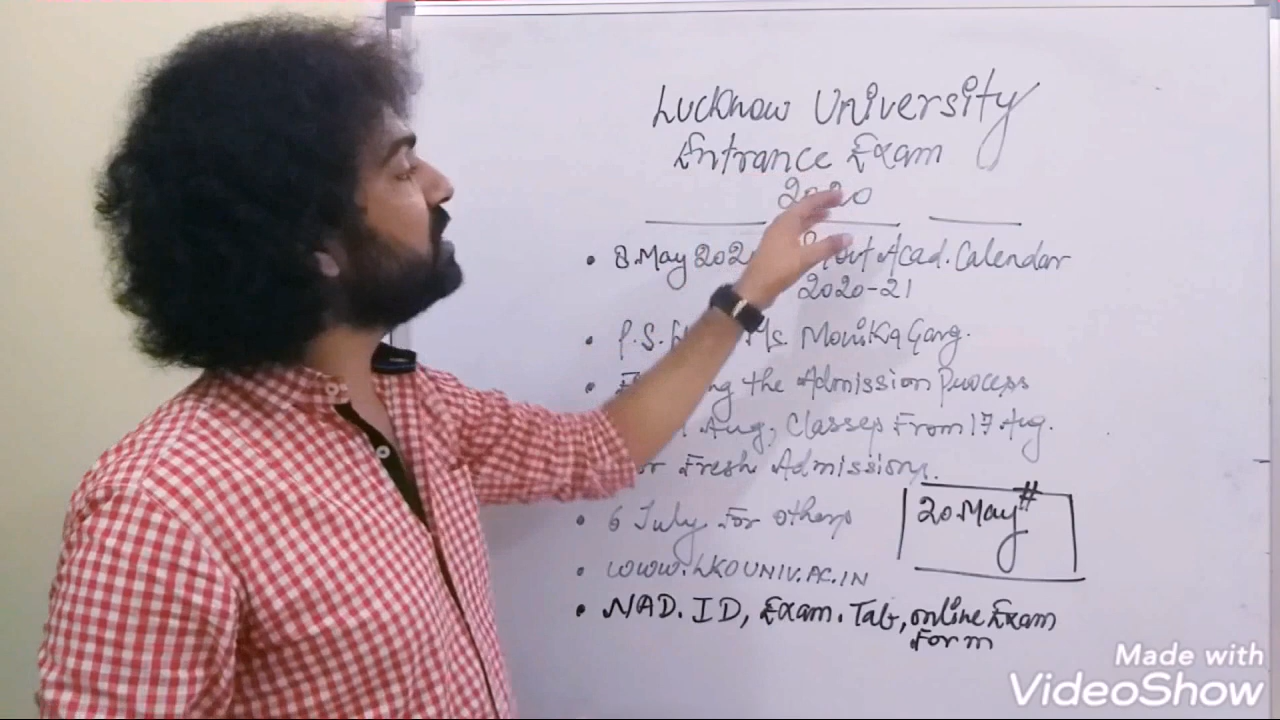 Lucknow University
Entrance Exam
2020
• 8 May 202 Acad. Calendar
2020-21
• P.S. Ms. Monika Garg.
• the Admission Process
Aug, Classes From 17 Aug.
Fresh Admissions.
20 May #
• 6 July For others
• WWW.LKOUNIV.AC.IN
• NAD. ID, Exam. Tab, online Exam
Form
Made with
VideoShow